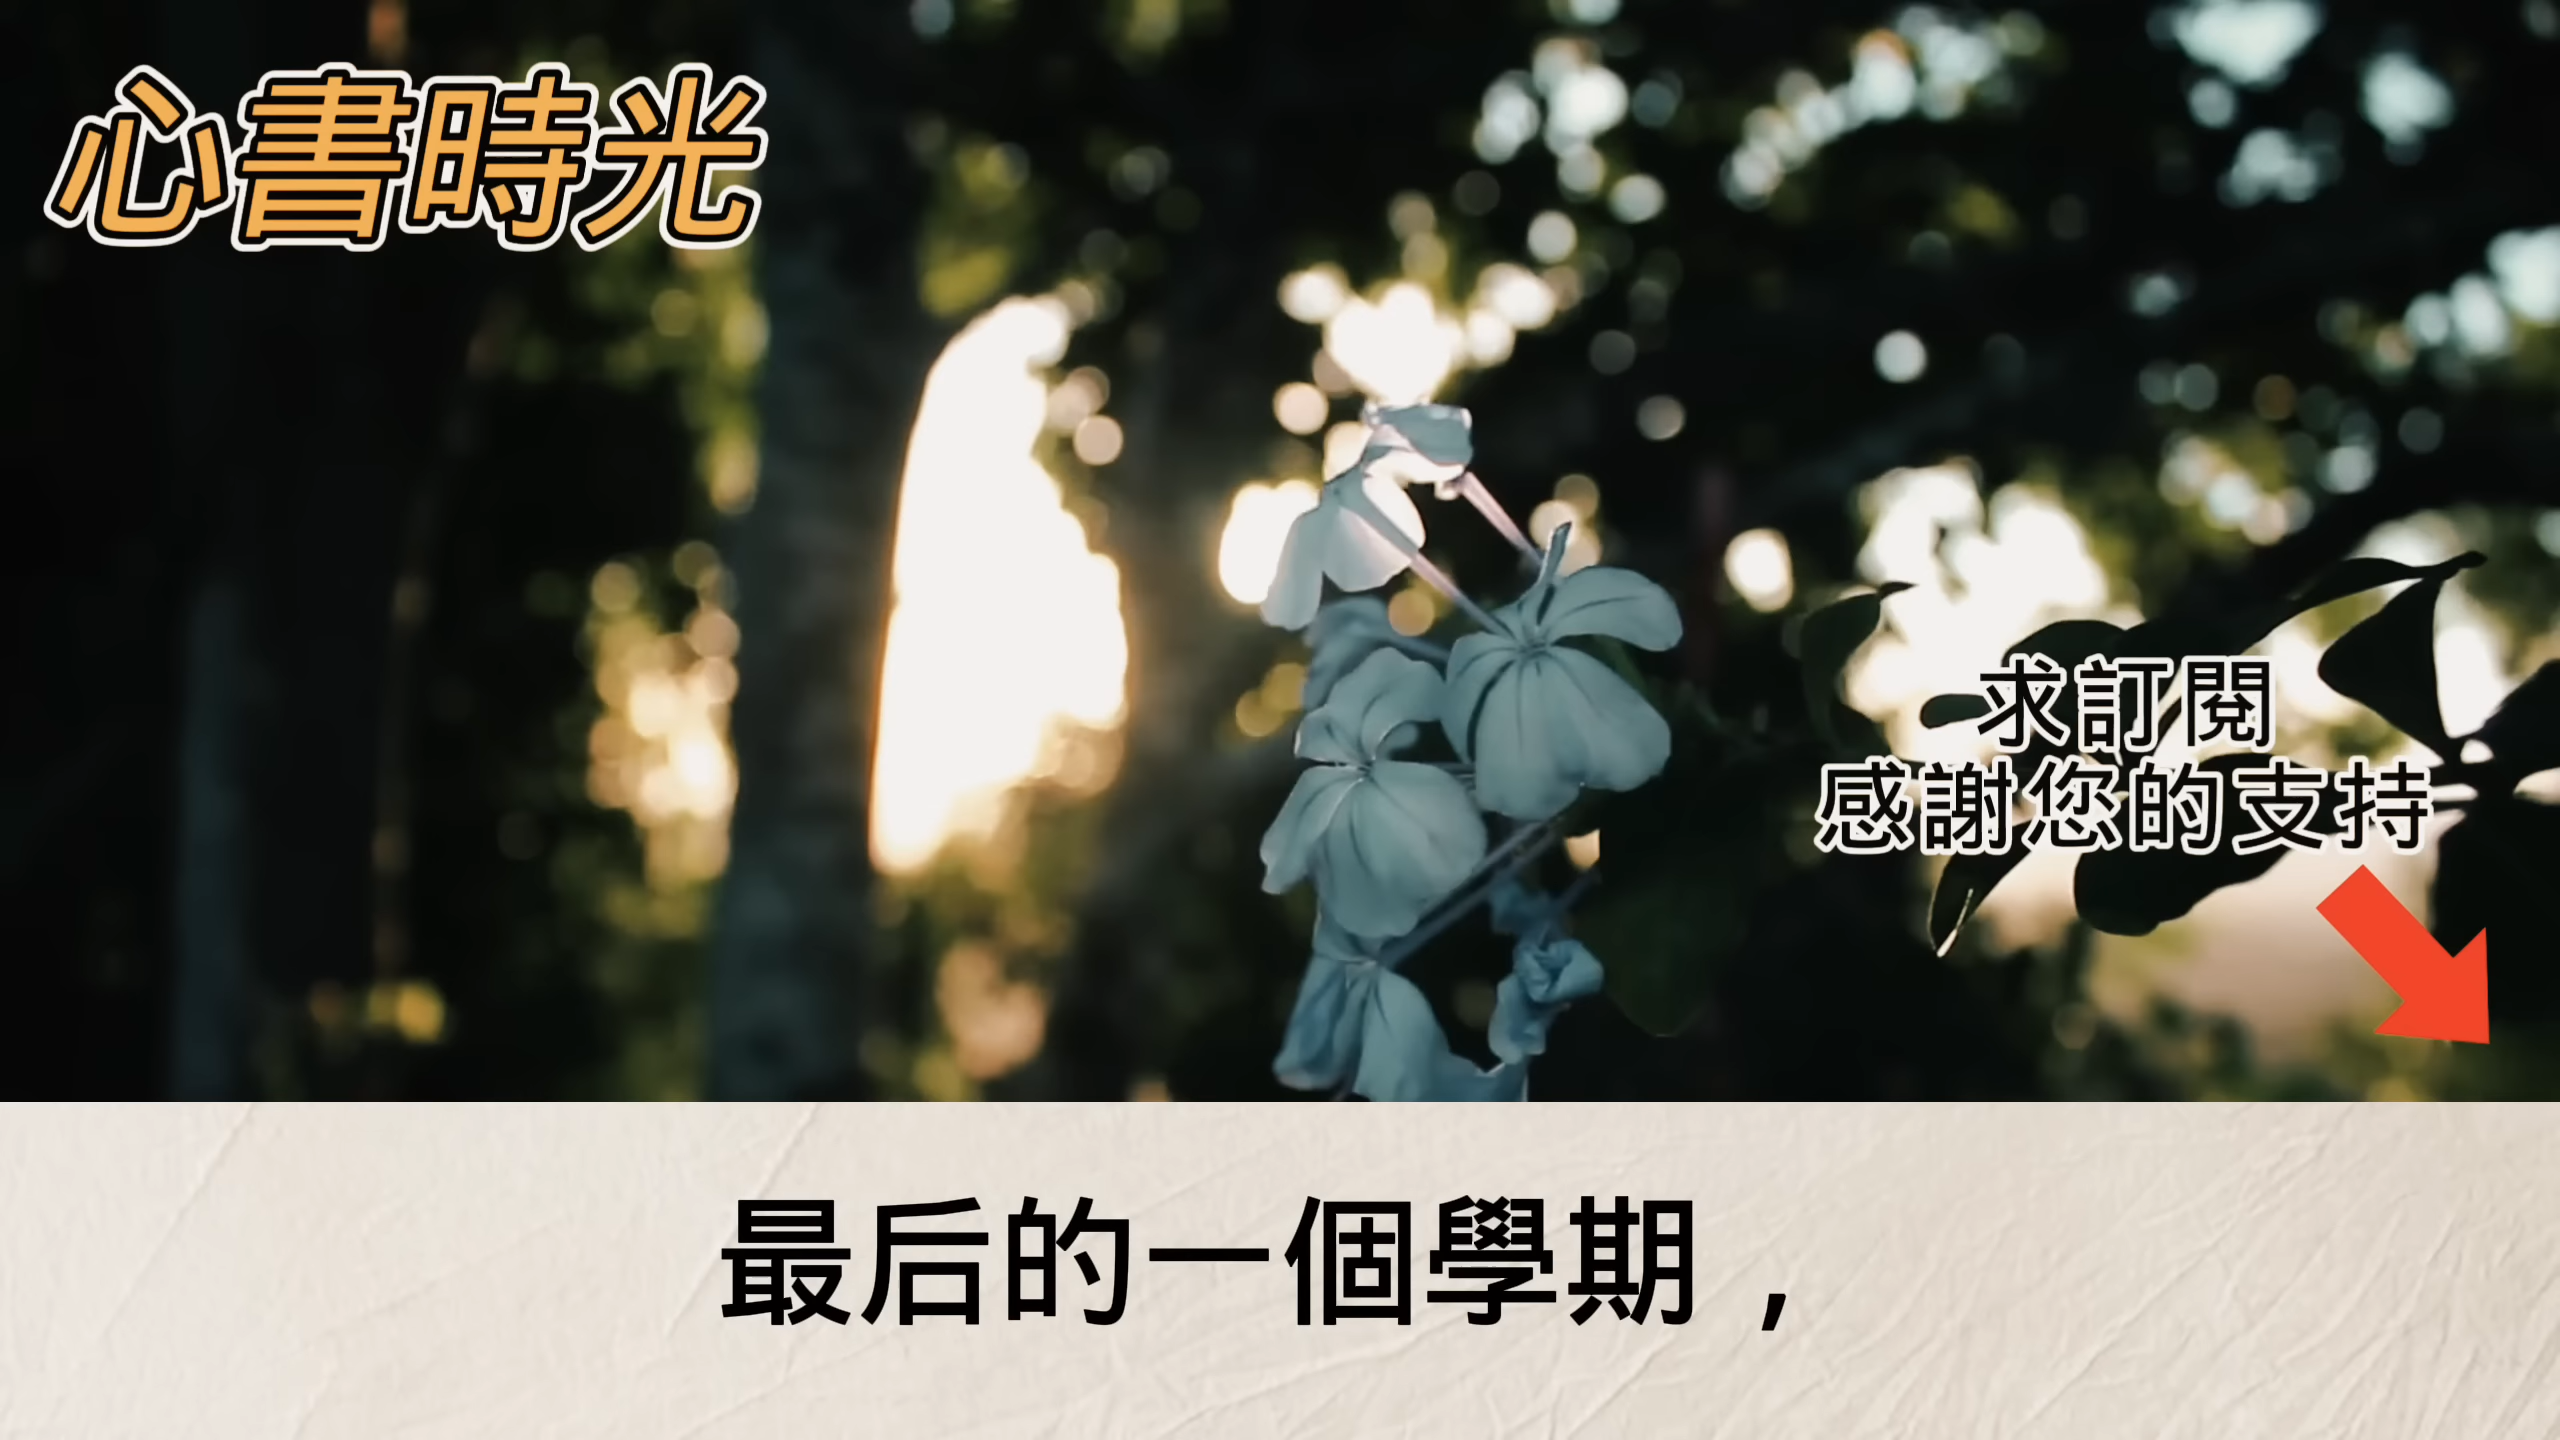 心書時光
求訂閱
感謝您的支持
最后的一個學期，